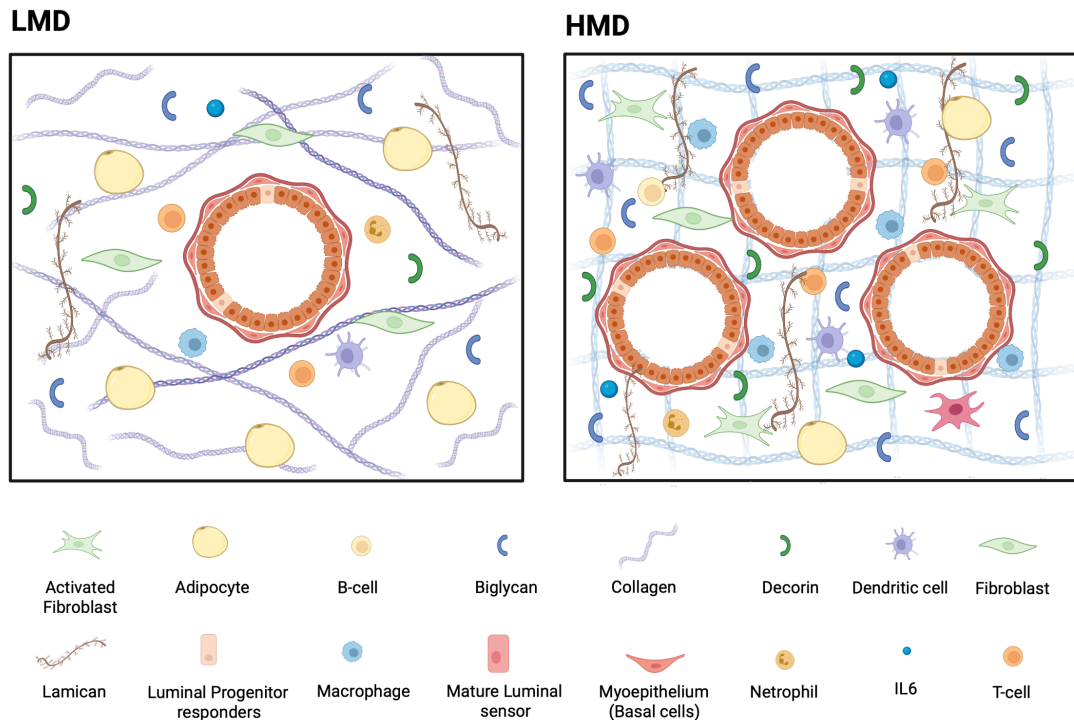 LMD
HMD
Activated
Fibroblast
Adipocyte
B-cell
Biglycan
Collagen
Decorin
Dendritic cell
Fibroblast
Lamican
Luminal Progenitor
responders
Macrophage
Mature Luminal
sensor
Myoepithelium
(Basal cells)
Netrophil
IL6
T-cell